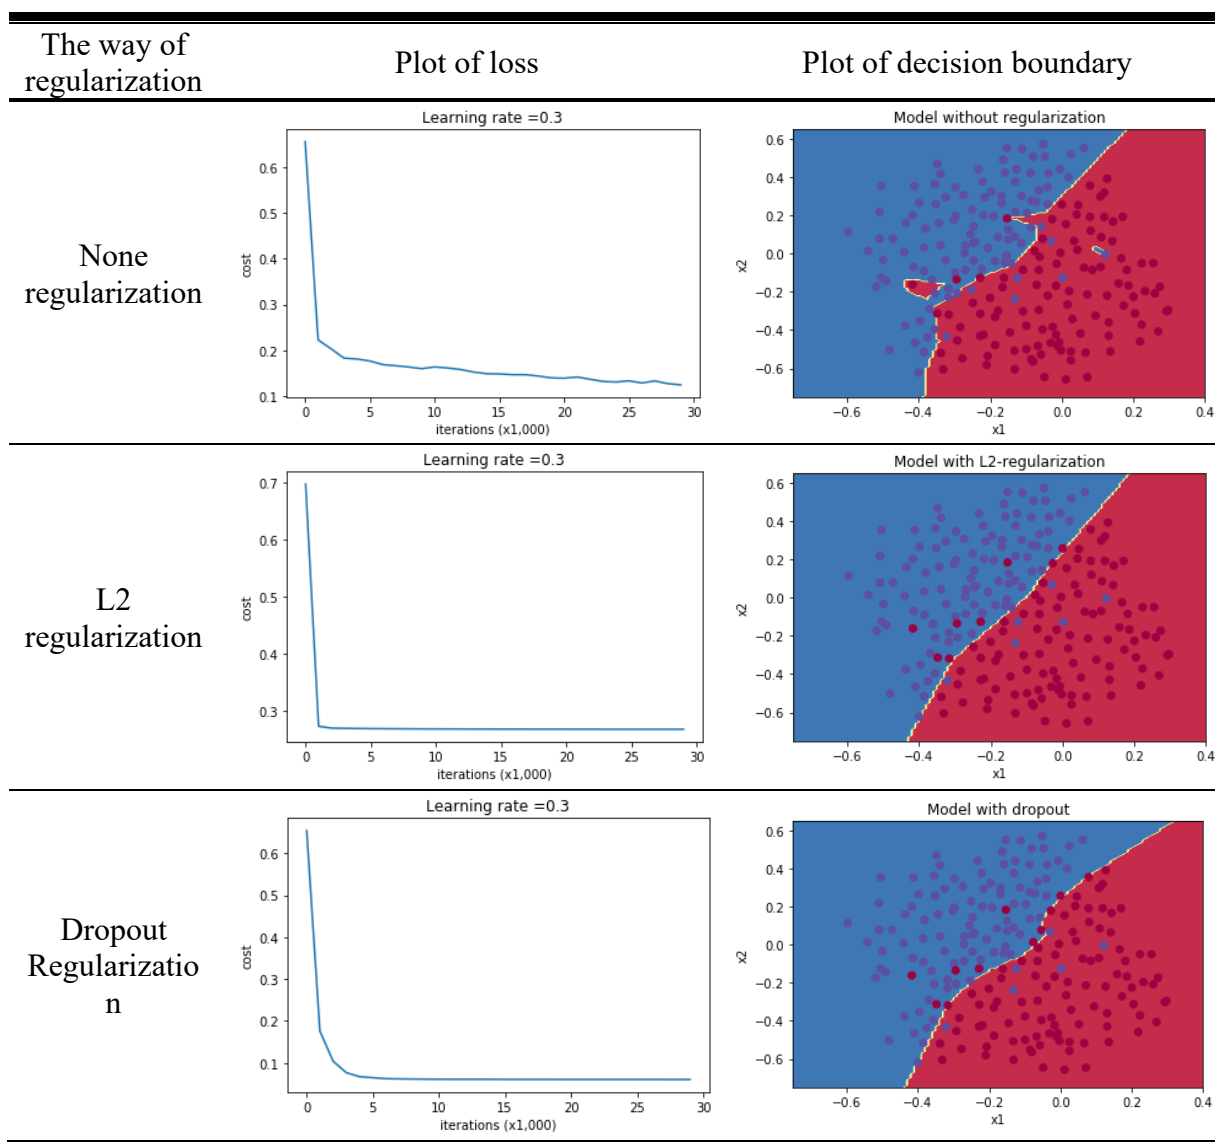 The way of
regularization
Plot of loss
Plot of decision boundary
None
regularization
Learning rate =0.3
0.6
0.5
0.4
0.3
0.2
0.1
cost
0 5 10 15 20 25 30
iterations (x1,000)
Model without regularization
0.6
0.4
0.2
0.0
−0.2
−0.4
−0.6
x2
−0.6 −0.4 −0.2 0.0 0.2 0.4
x1
L2
regularization
Learning rate =0.3
0.7
0.6
0.5
0.4
0.3
cost
0 5 10 15 20 25 30
iterations (x1,000)
Model with L2-regularization
0.6
0.4
0.2
0.0
−0.2
−0.4
−0.6
x2
−0.6 −0.4 −0.2 0.0 0.2 0.4
x1
Dropout
Regularizatio
n
Learning rate =0.3
0.6
0.5
0.4
0.3
0.2
0.1
cost
0 5 10 15 20 25 30
iterations (x1,000)
Model with dropout
0.6
0.4
0.2
0.0
−0.2
−0.4
−0.6
x2
−0.6 −0.4 −0.2 0.0 0.2 0.4
x1